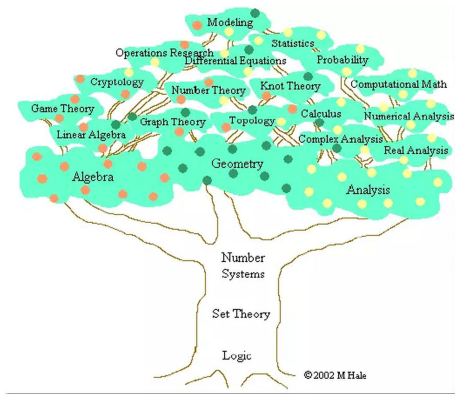 Modeling
Operations Research
Statistics
Differential Equations
Probability
Cryptology
Number Theory
Knot Theory
Computational Math
Game Theory
Graph Theory
Topology
Calculus
Numerical Analysis
Linear Algebra
Complex Analysis
Real Analysis
Algebra
Geometry
Analysis
Number
Systems
Set Theory
Logic
©2002 M Hale